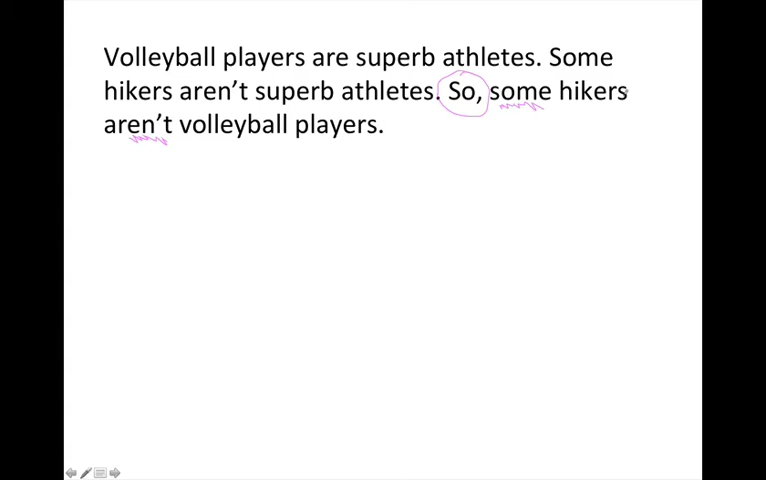 Volleyball players are superb athletes. Some
hikers aren’t superb athletes. So, some hikers
aren’t volleyball players.